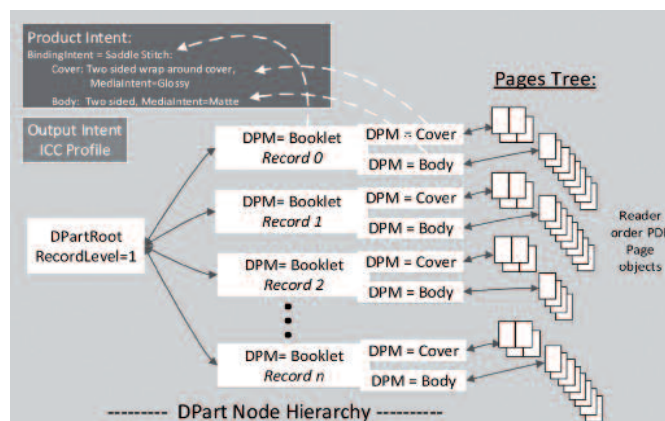 Product Intent:
BindingIntent = Saddle Stitch:
Cover: Two sided wrap around cover,
MediaIntent=Glossy
Body: Two sided, MediaIntent=Matte
Output Intent
ICC Profile
Pages Tree:
DPartRoot
RecordLevel=1
DPM= Booklet
Record 0
DPM = Cover
DPM = Body
DPM= Booklet
Record 1
DPM = Cover
DPM = Body
DPM= Booklet
Record 2
DPM = Cover
DPM = Body
DPM= Booklet
Record n
DPM = Cover
DPM = Body
Reader
order PDF
Page
objects
--------- DPart Node Hierarchy ---------